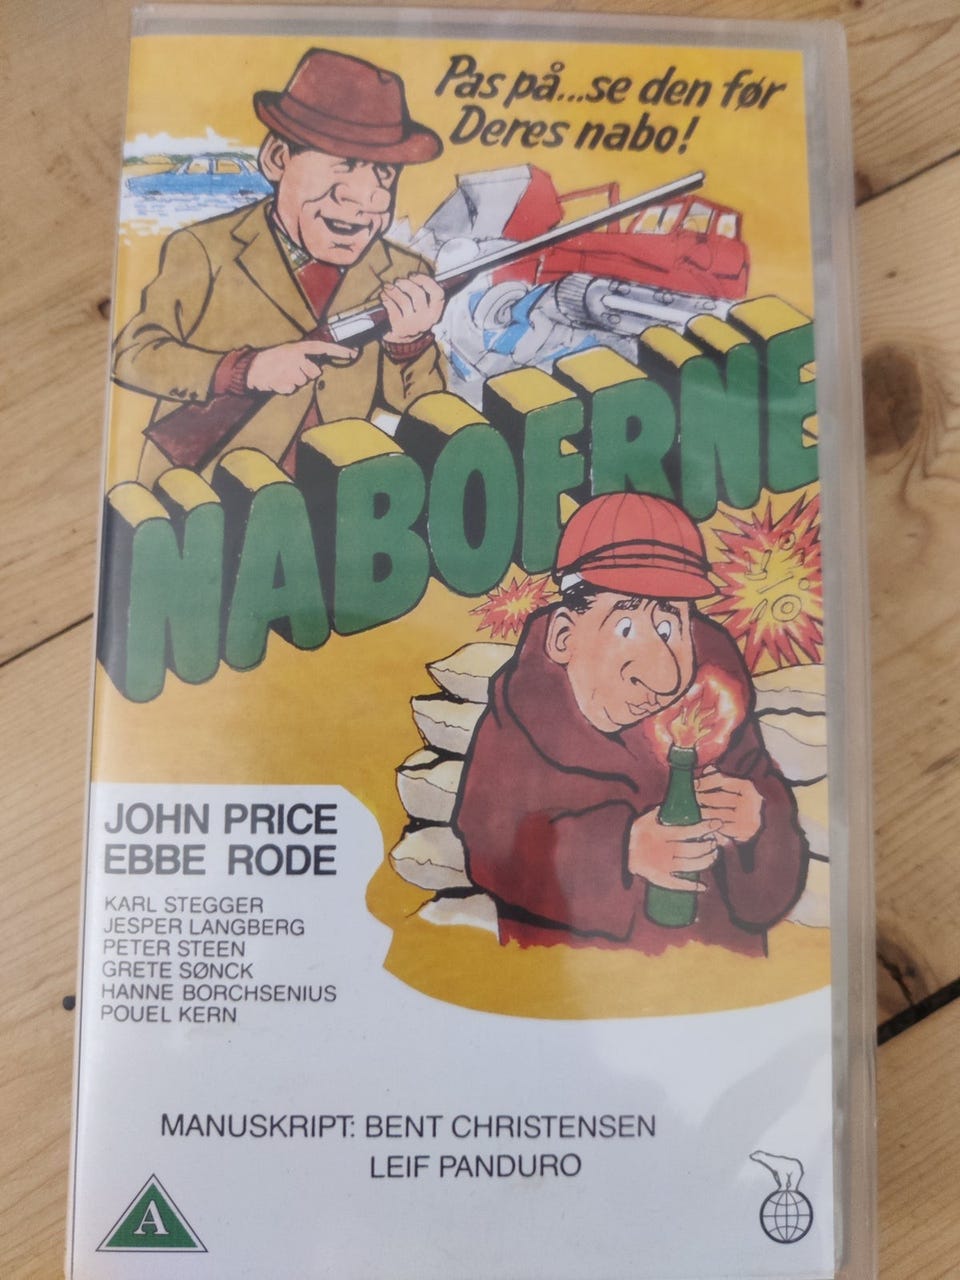 Pas på...se den før
Deres nabo!
NABOERNE
JOHN PRICE
EBBE RODE
KARL STEGGER
JESPER LANGBERG
PETER STEEN
GRETE SØNCK
HANNE BORCHSENIUS
POUEL KERN
MANUSKRIPT: BENT CHRISTENSEN
LEIF PANDURO
A